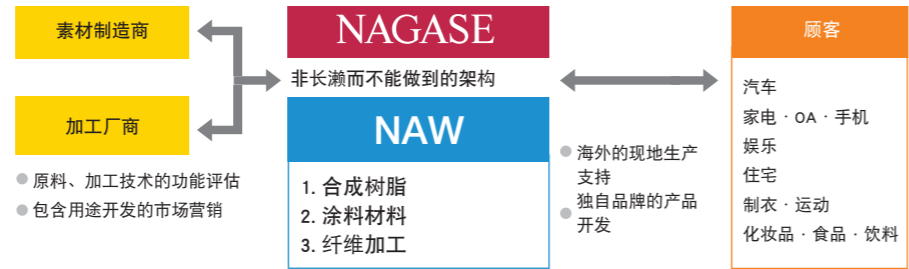 素材制造商
加工厂商
原料、加工技术的功能评估
包含用途开发的市场营销
NAGASE
非长濑而不能做到的架构
NAW
1. 合成树脂
2. 涂料材料
3. 纤维加工
海外的现地生产
支持
独自品牌的产品
开发
顾客
汽车
家电·OA·手机
娱乐
住宅
制衣·运动
化妆品·食品·饮料